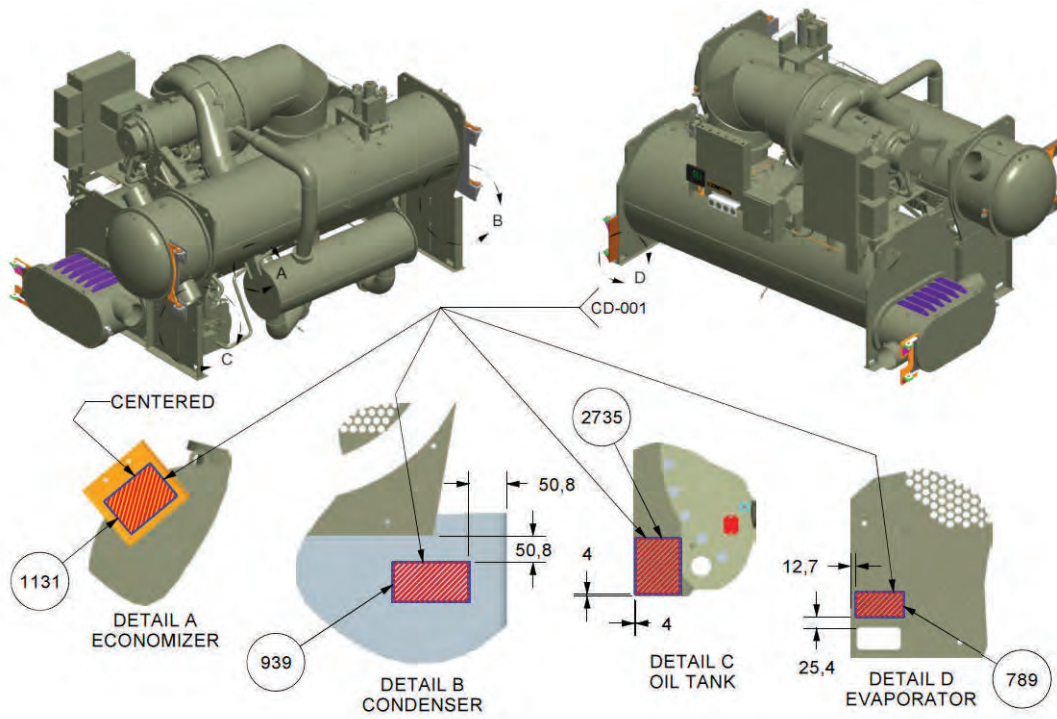 B
A
C
D
CD-001
CENTERED
1131
DETAIL A
ECONOMIZER
50,8
50,8
939
DETAIL B
CONDENSER
2735
4
4
DETAIL C
OIL TANK
12,7
25,4
789
DETAIL D
EVAPORATOR